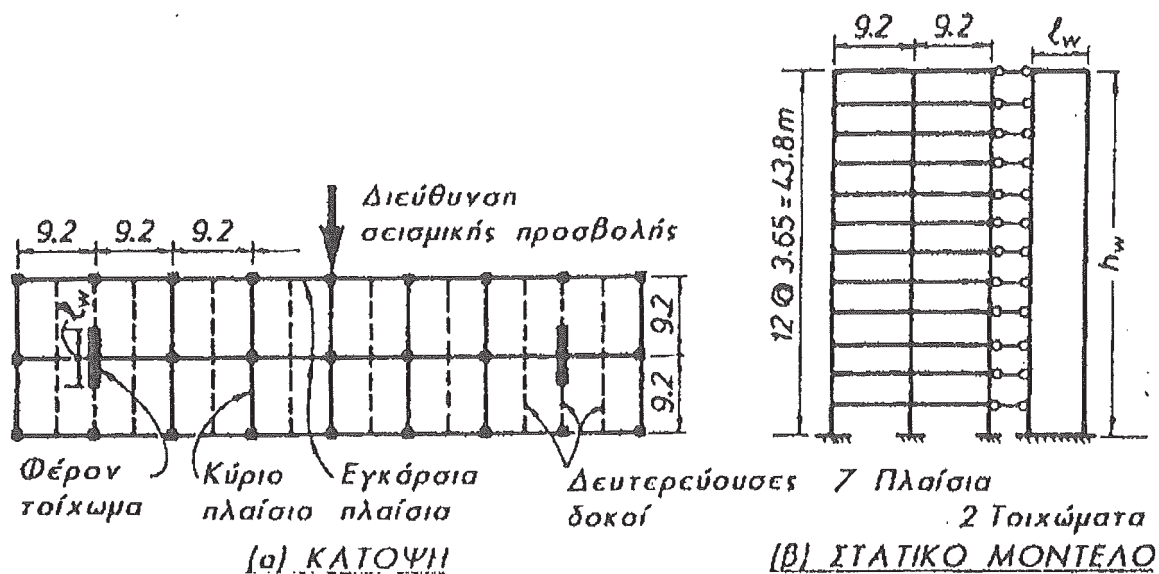 9.2 9.2 9.2
Διεύθυνση
σεισμικής προσβολής
ℓw
9.2
9.2
Φέρον
τοίχωμα
Κύριο
πλαίσιο
Εγκάρσια
πλαίσια
Δευτερεύουσες
δοκοί
(α) ΚΑΤΟΨΗ
9.2 9.2 ℓw
12 @ 3.65 = 43.8m
hw
7 Πλαίσια
2 Τοιχώματα
(β) ΣΤΑΤΙΚΟ ΜΟΝΤΕΛΟ